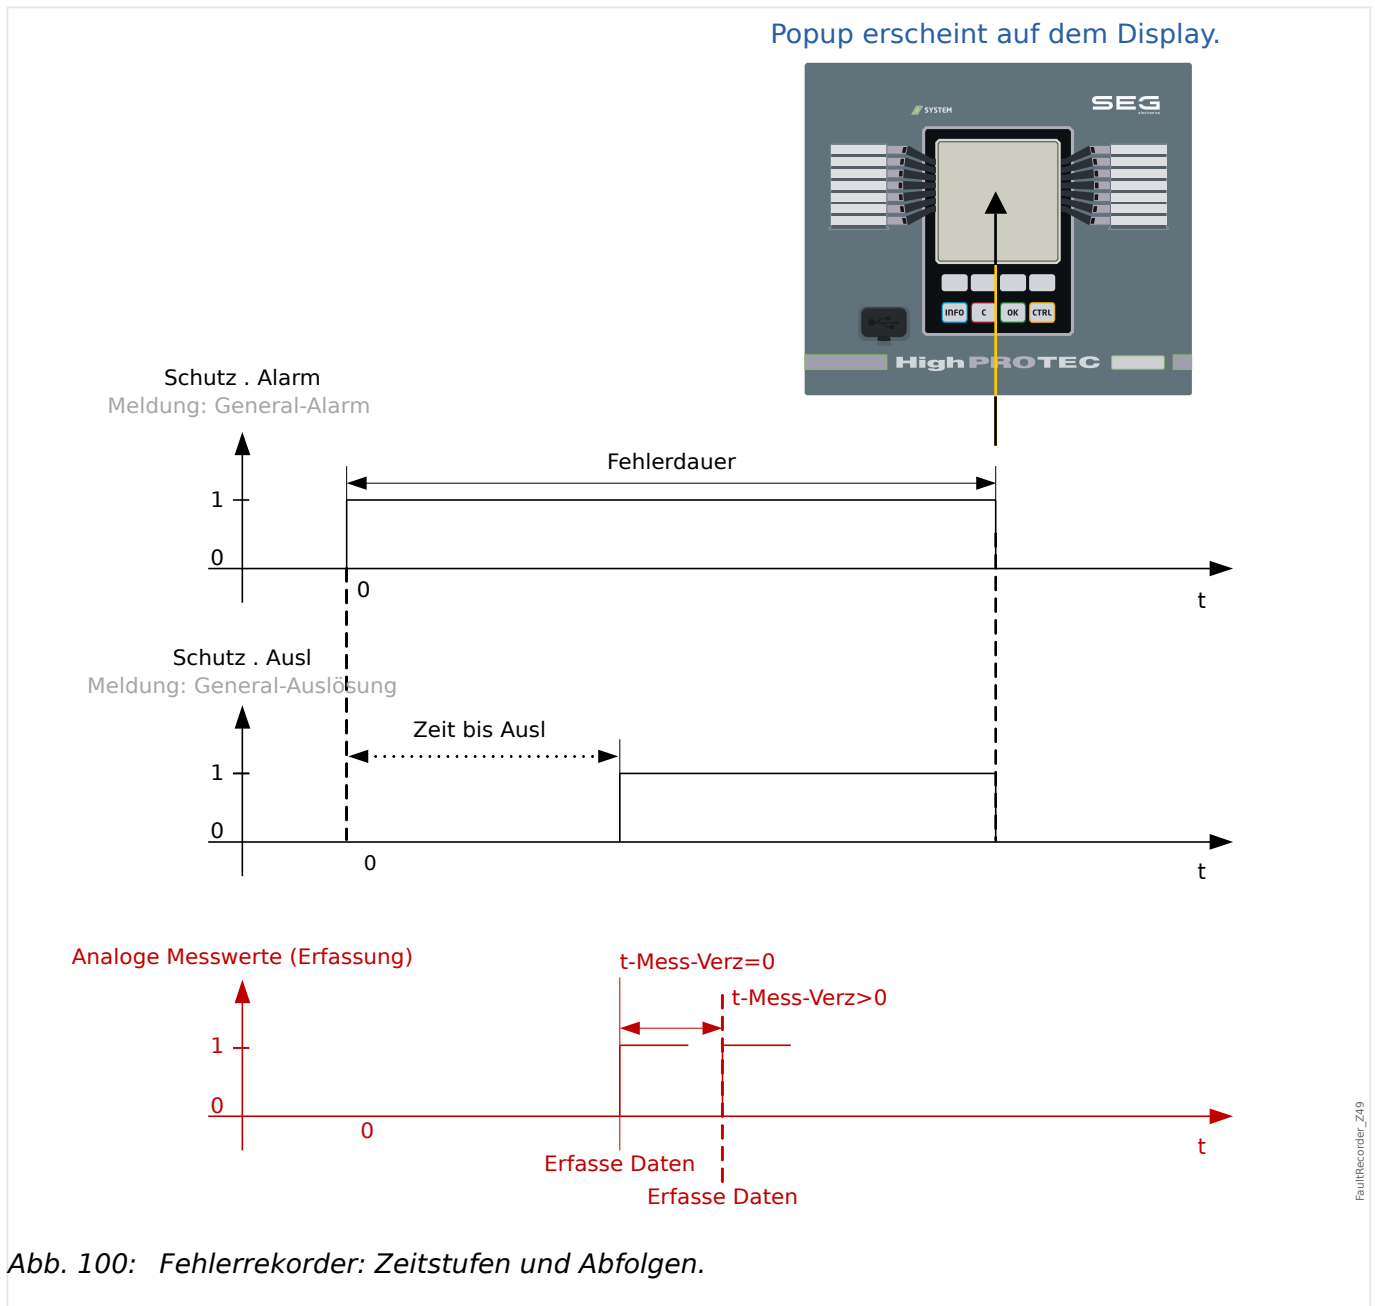 Popup erscheint auf dem Display.
SYSTEM
SEG
electronics
INFO
C
OK
CTRL
HighPROTEC
Schutz . Alarm
Meldung: General-Alarm
Fehlerdauer
1
0
0
t
Schutz . Ausl
Meldung: General-Auslösung
Zeit bis Ausl
1
0
0
t
Analoge Messwerte (Erfassung)
t-Mess-Verz=0
t-Mess-Verz>0
1
0
0
t
Erfasse Daten
Erfasse Daten
FaultRecorder_Z49
Abb. 100: Fehlerrekorder: Zeitstufen und Abfolgen.